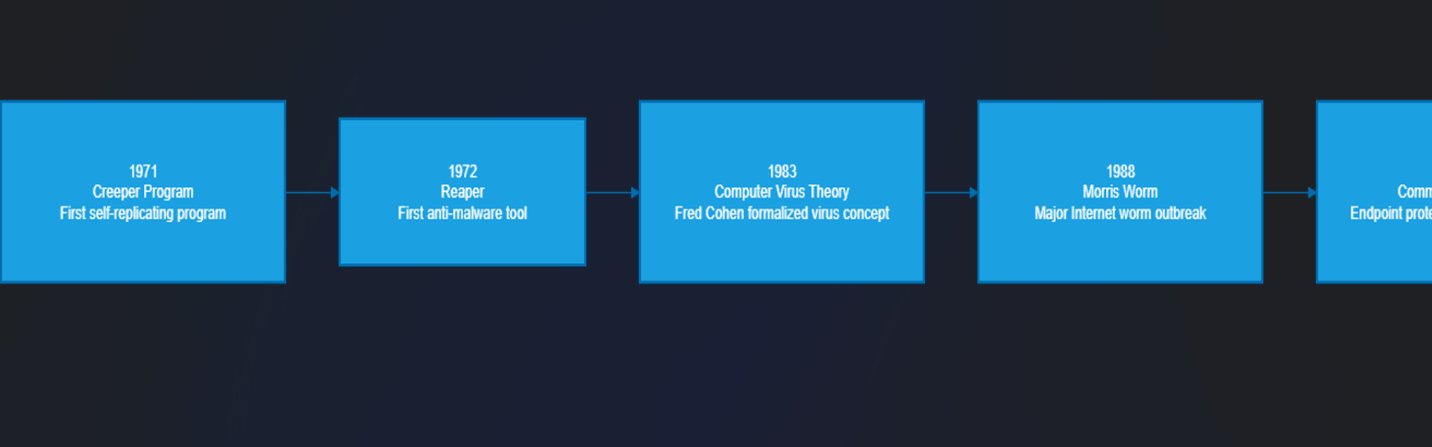 1971
Creeper Program
First self-replicating program
1972
Reaper
First anti-malware tool
1983
Computer Virus Theory
Fred Cohen formalized virus concept
1988
Morris Worm
Major Internet worm outbreak
Endpoint